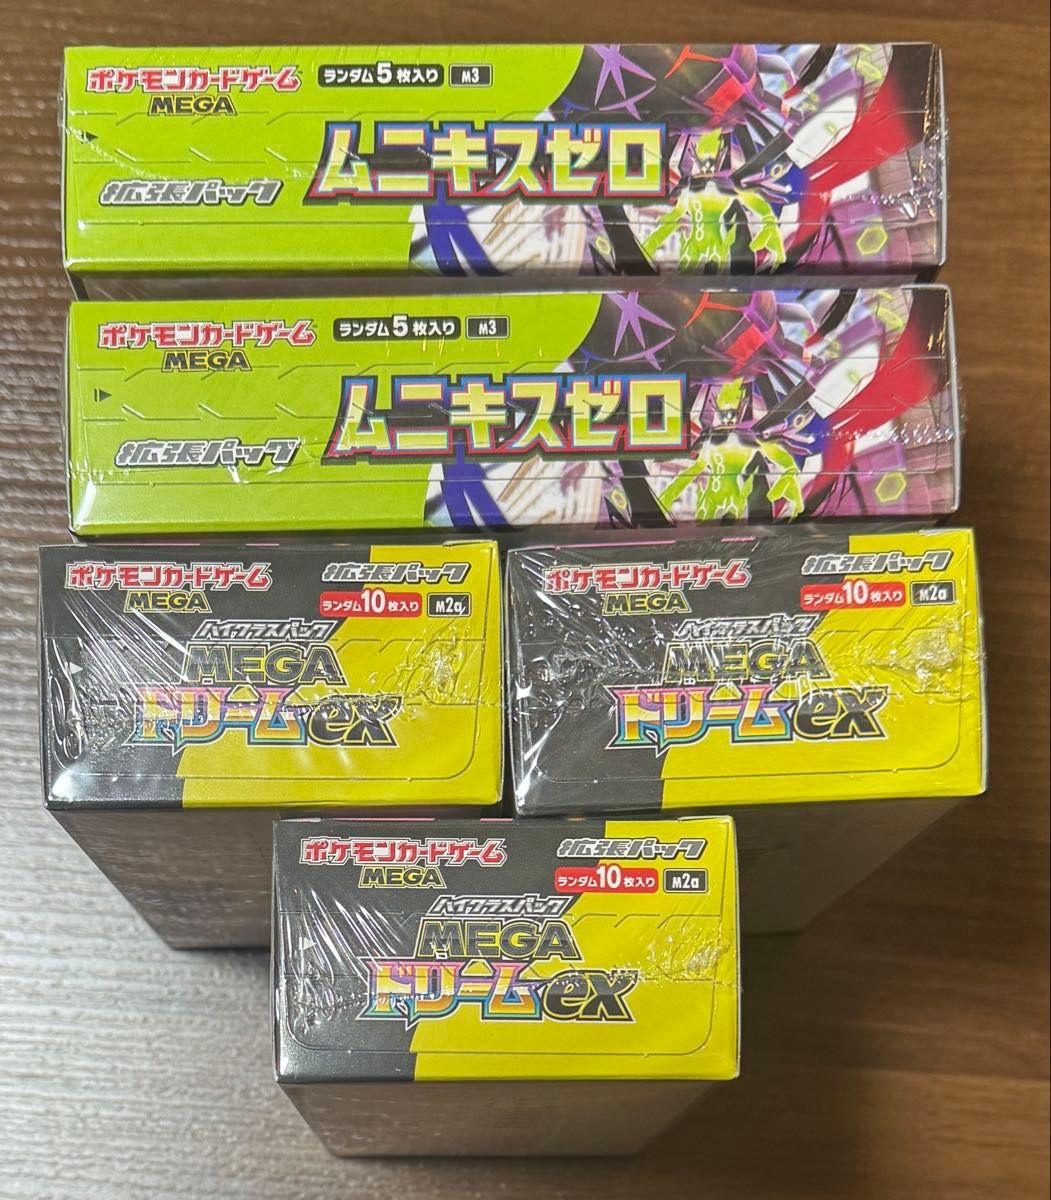 ポケモンカードゲーム
MEGA
ランダム5枚入り M3
拡張パック
ムニキスゼロ
ポケモンカードゲーム
MEGA
ランダム5枚入り M3
拡張パック
ムニキスゼロ
ポケモンカードゲーム
MEGA
拡張パック
ランダム10枚入り M2a
ハイクラスパック
MEGA
ドリームex
ポケモンカードゲーム
MEGA
拡張パック
ランダム10枚入り M2a
ハイクラスパック
MEGA
ドリームex
ポケモンカードゲーム
MEGA
拡張パック
ランダム10枚入り M2a
ハイクラスパック
MEGA
ドリームex